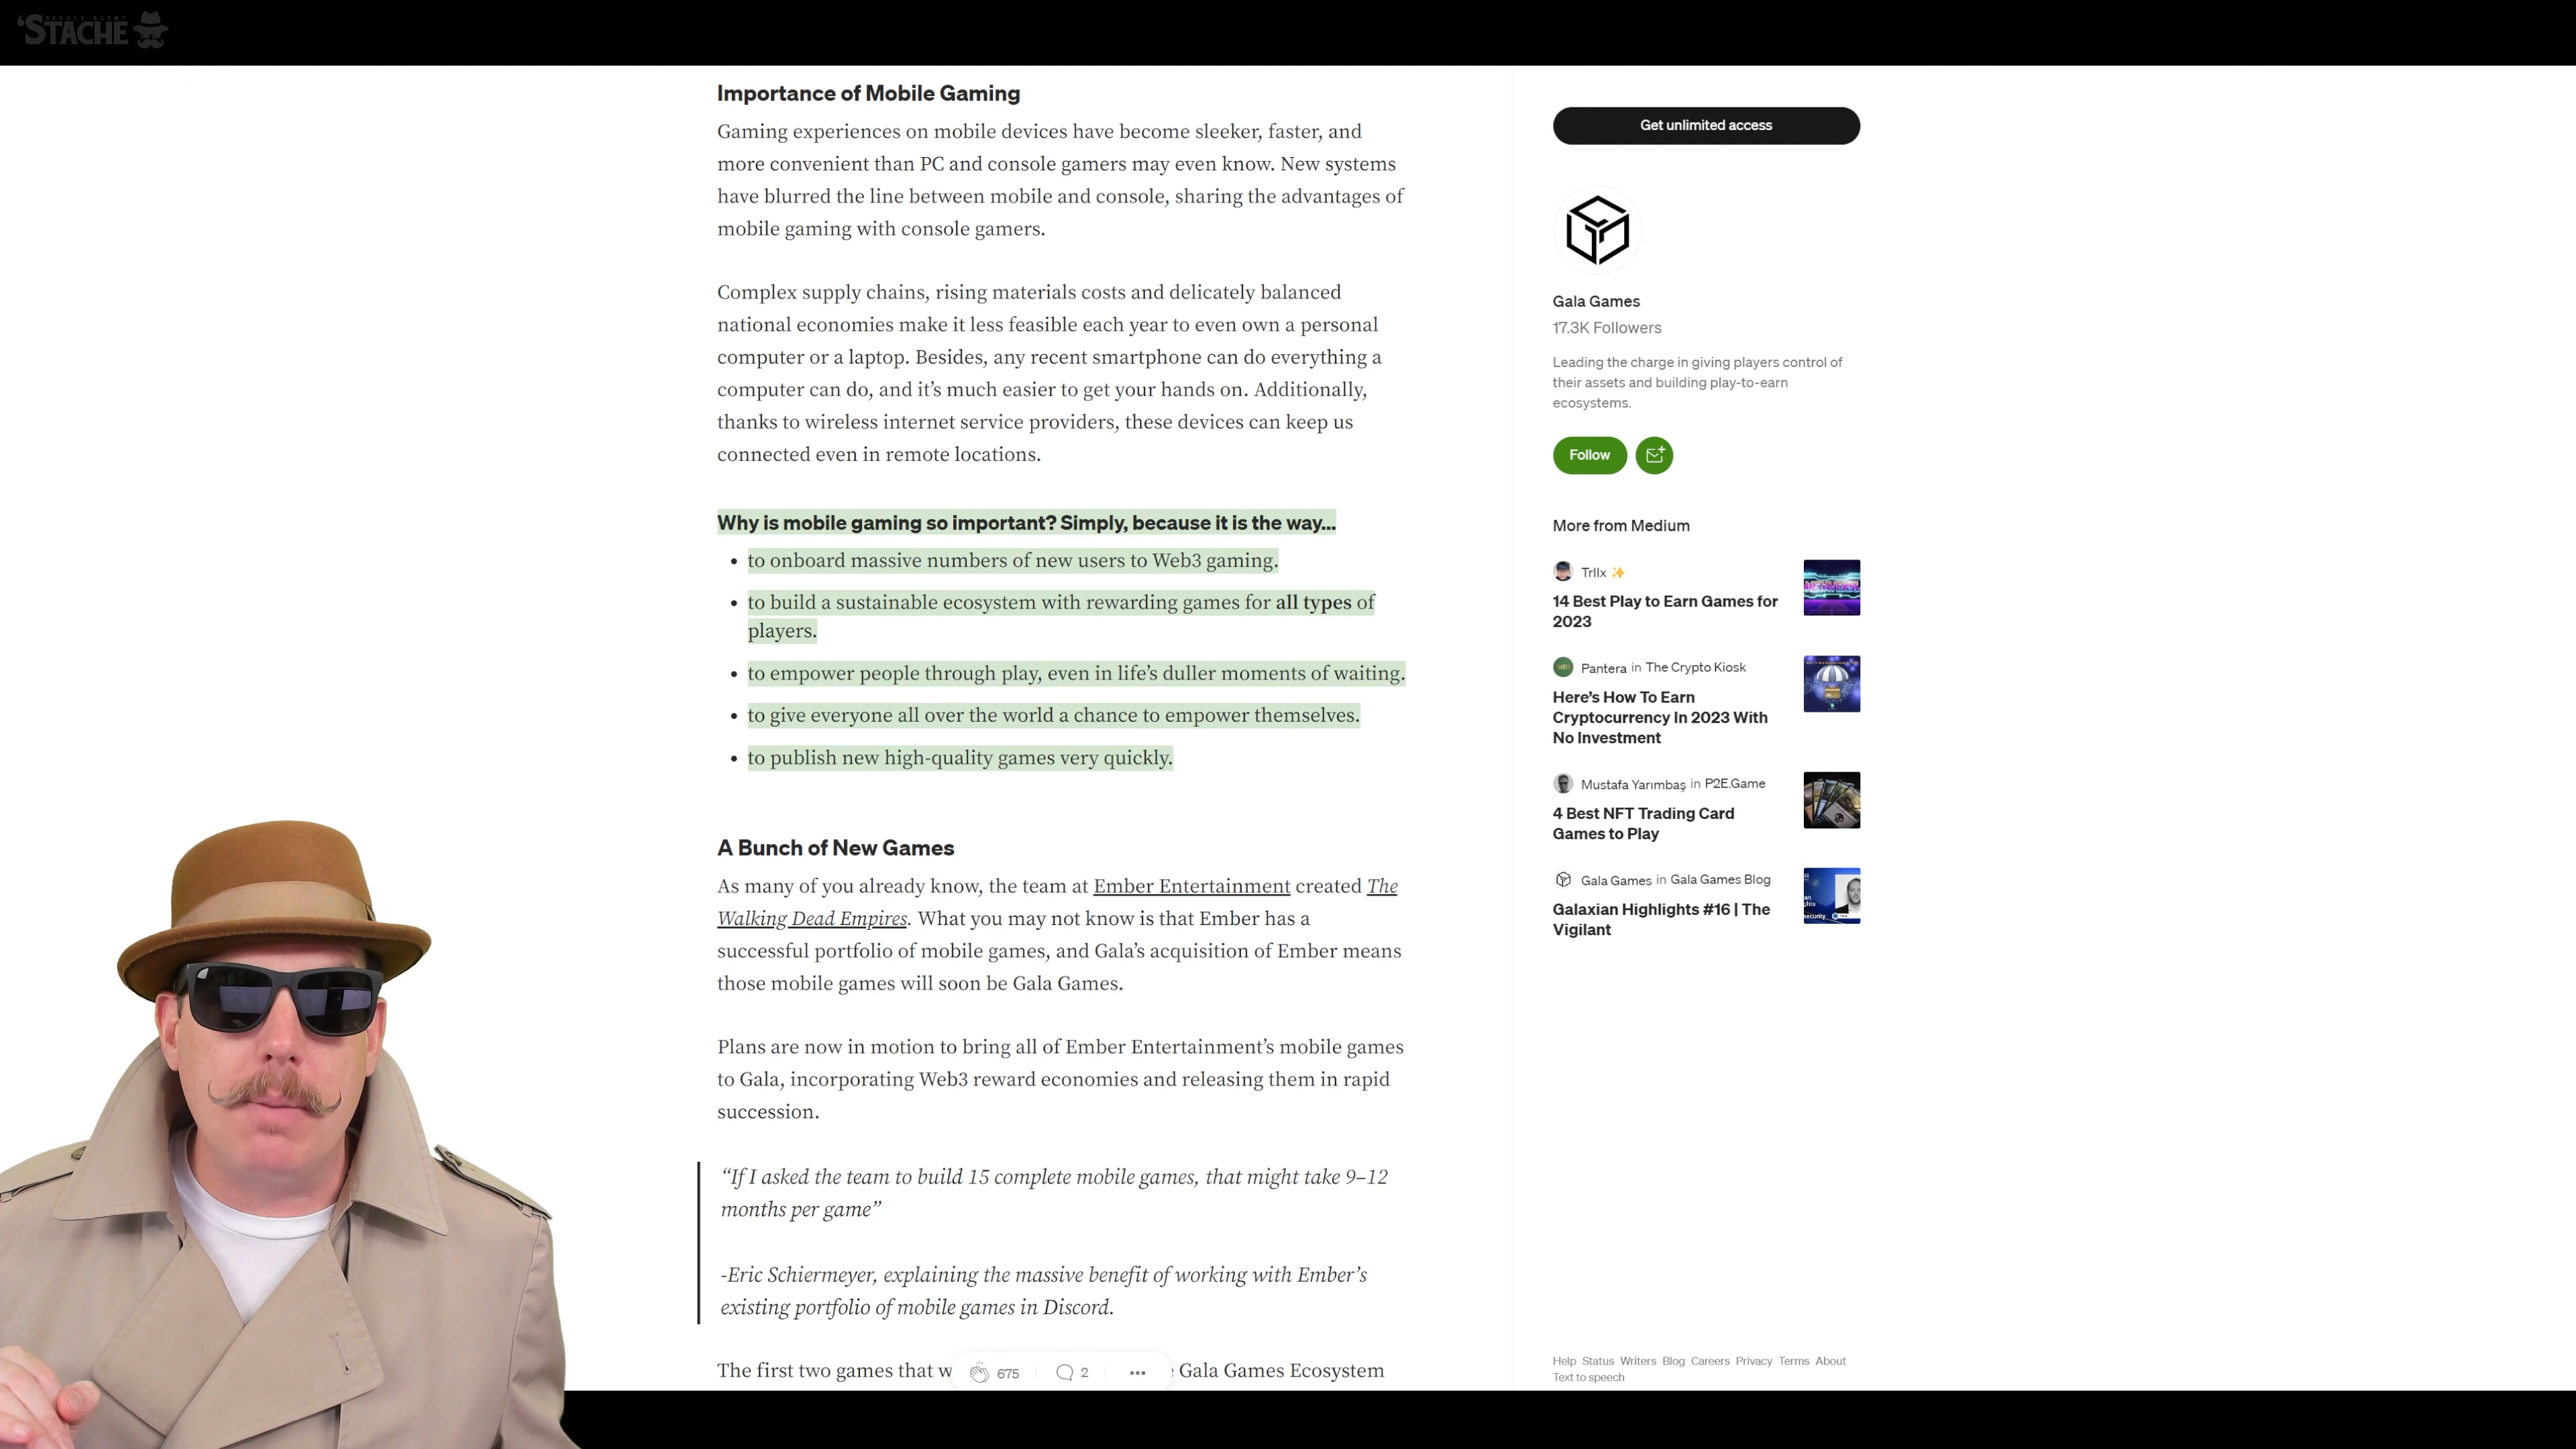 SECRET AGENT
'STACHE
Importance of Mobile Gaming
Gaming experiences on mobile devices have become sleeker, faster, and
more convenient than PC and console gamers may even know. New systems
have blurred the line between mobile and console, sharing the advantages of
mobile gaming with console gamers.
Complex supply chains, rising materials costs and delicately balanced
national economies make it less feasible each year to even own a personal
computer or a laptop. Besides, any recent smartphone can do everything a
computer can do, and it's much easier to get your hands on. Additionally,
thanks to wireless internet service providers, these devices can keep us
connected even in remote locations.
Why is mobile gaming so important? Simply, because it is the way...
• to onboard massive numbers of new users to Web3 gaming.
• to build a sustainable ecosystem with rewarding games for all types of
players.
• to empower people through play, even in life's duller moments of waiting.
• to give everyone all over the world a chance to empower themselves.
• to publish new high-quality games very quickly.
A Bunch of New Games
As many of you already know, the team at Ember Entertainment created The
Walking Dead Empires. What you may not know is that Ember has a
successful portfolio of mobile games, and Gala's acquisition of Ember means
those mobile games will soon be Gala Games.
Plans are now in motion to bring all of Ember Entertainment's mobile games
to Gala, incorporating Web3 reward economies and releasing them in rapid
succession.
"If I asked the team to build 15 complete mobile games, that might take 9–12
months per game"
-Eric Schiermeyer, explaining the massive benefit of working with Ember's
existing portfolio of mobile games in Discord.
The first two games that w
675
2
Gala Games Ecosystem
Get unlimited access
Gala Games
17.3K Followers
Leading the charge in giving players control of
their assets and building play-to-earn
ecosystems.
Follow
More from Medium
Trllx ✨
14 Best Play to Earn Games for
2023
Pantera in The Crypto Kiosk
Here's How To Earn
Cryptocurrency In 2023 With
No Investment
Mustafa Yarımbaş in P2E.Game
4 Best NFT Trading Card
Games to Play
Gala Games in Gala Games Blog
Galaxian Highlights #16 | The
Vigilant
Help Status Writers Blog Careers Privacy Terms About
Text to speech